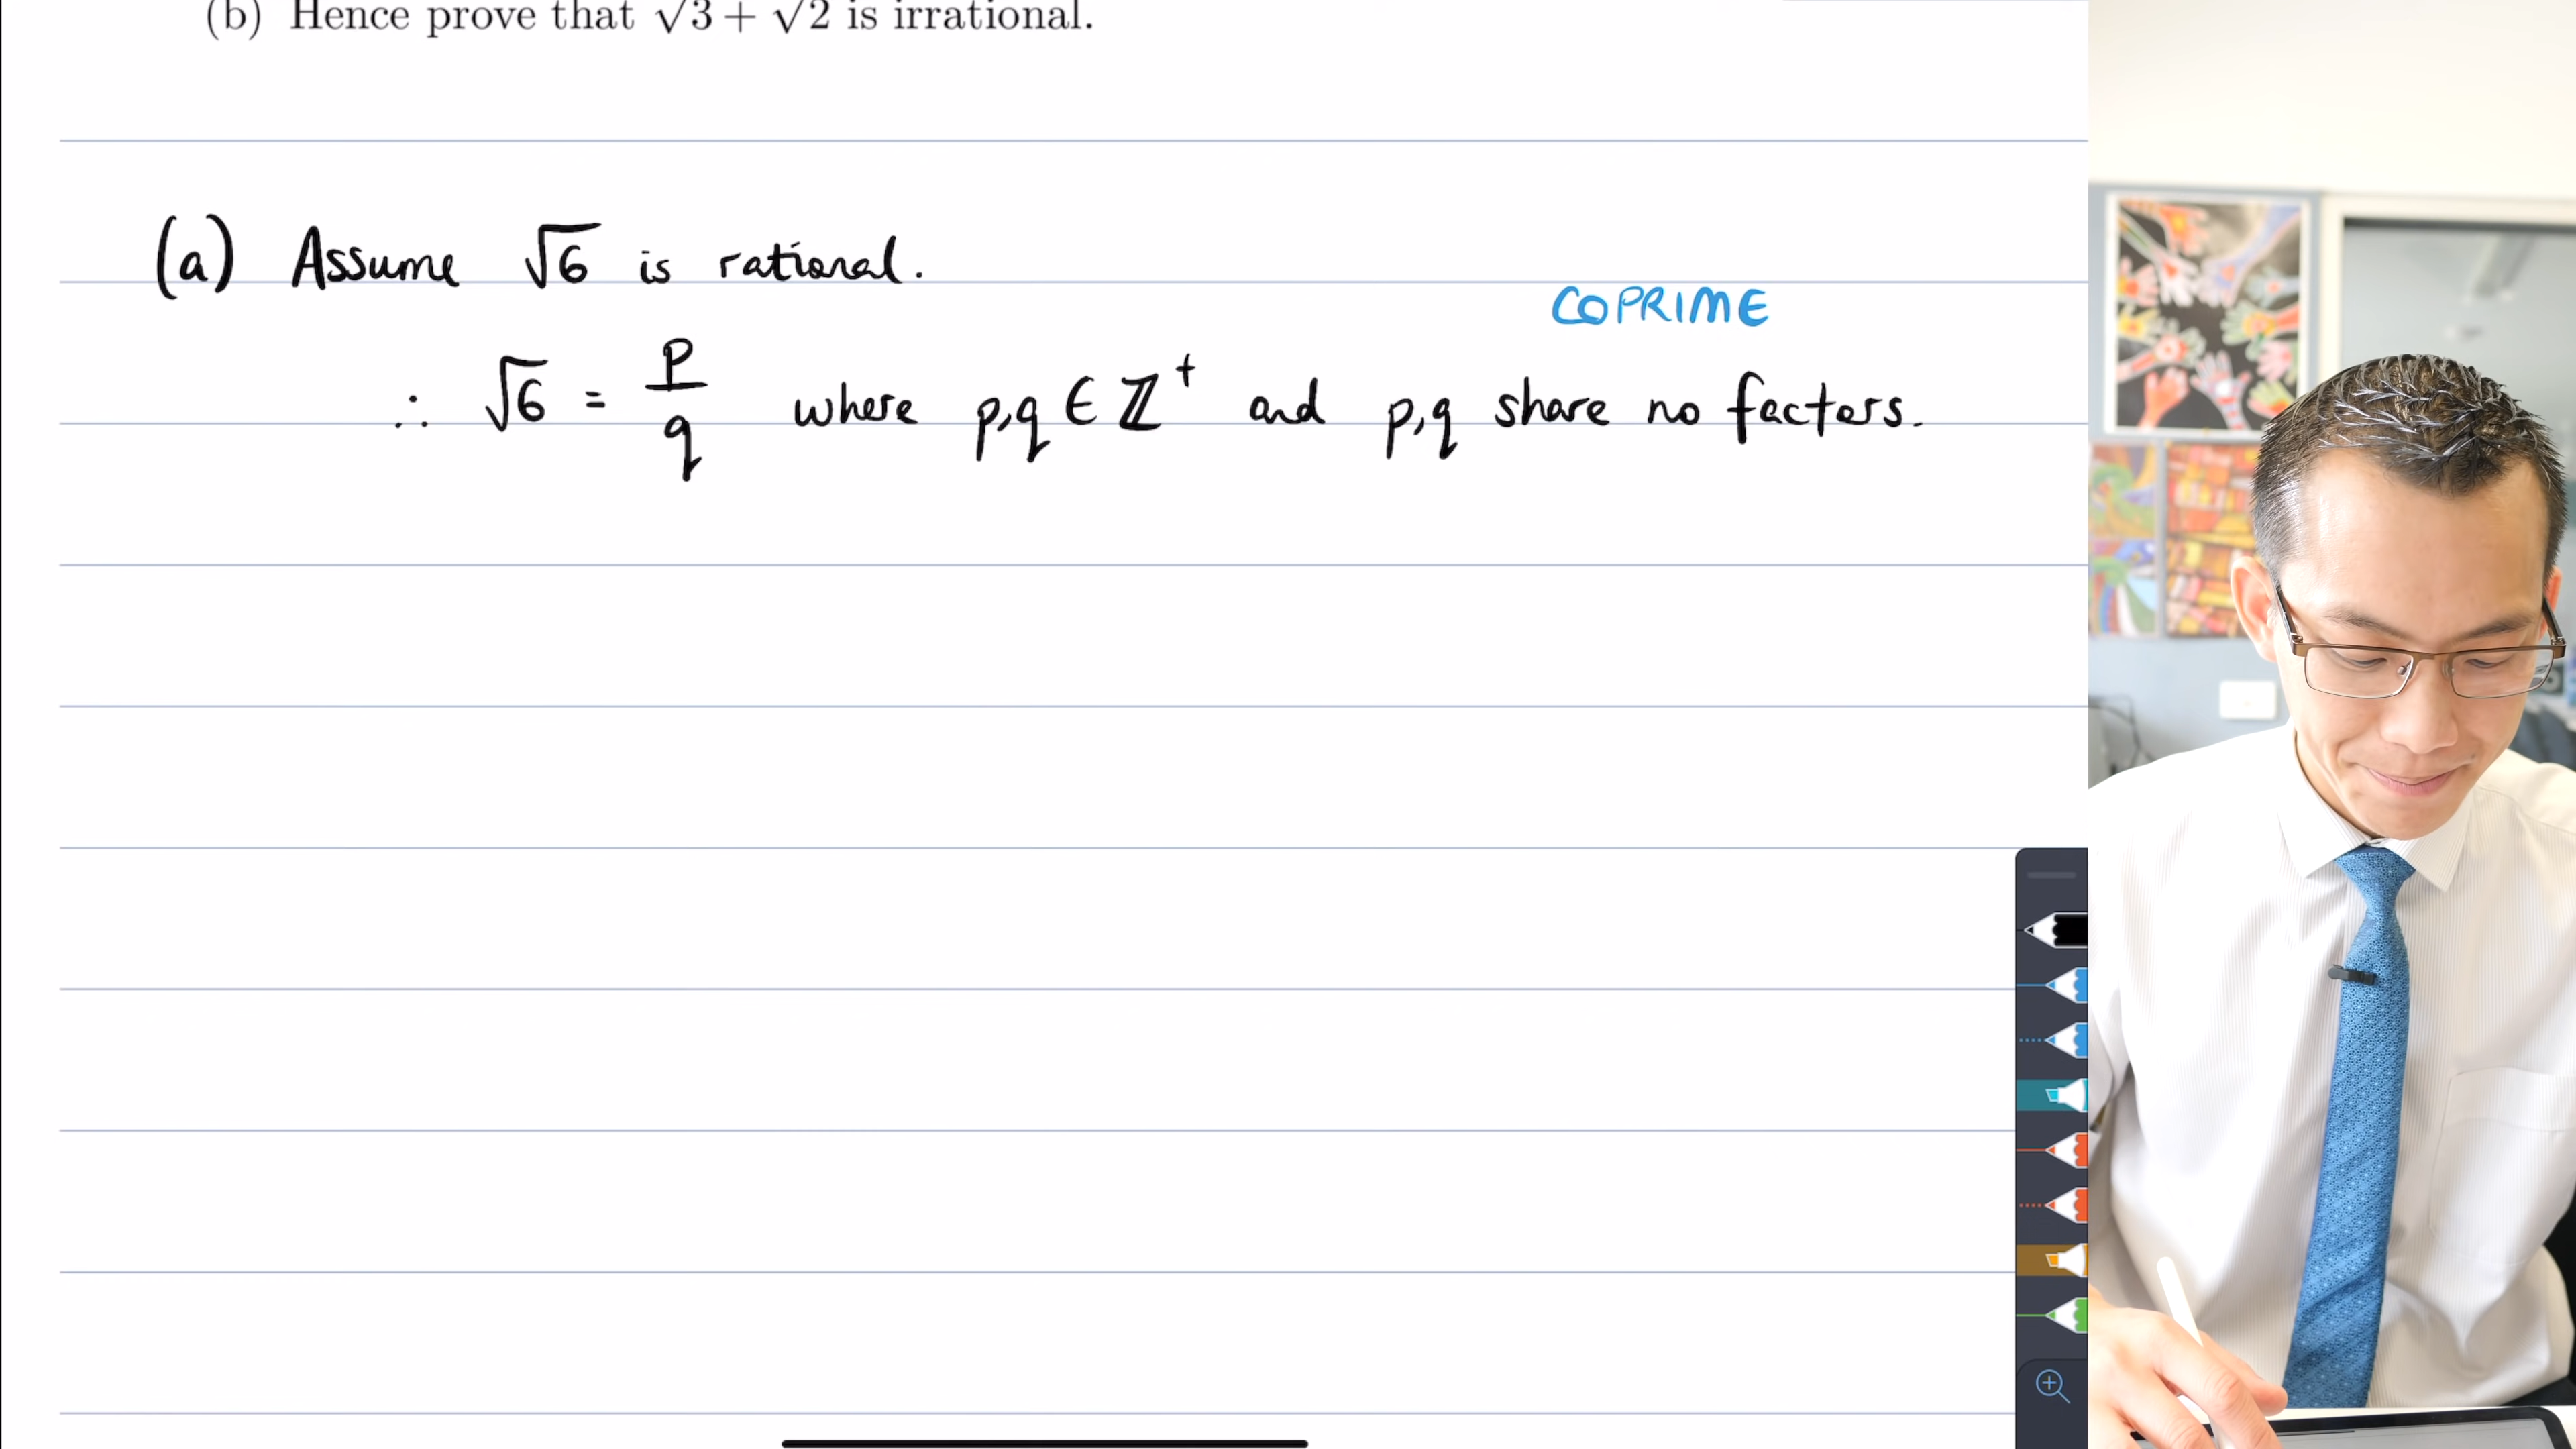 (b) Hence prove that √3 + √2 is irrational.
(a) Assume √6 is rational.
COPRIME
∴ √6 = p/q where p,q ∈ ℤ⁺ and p,q share no factors.